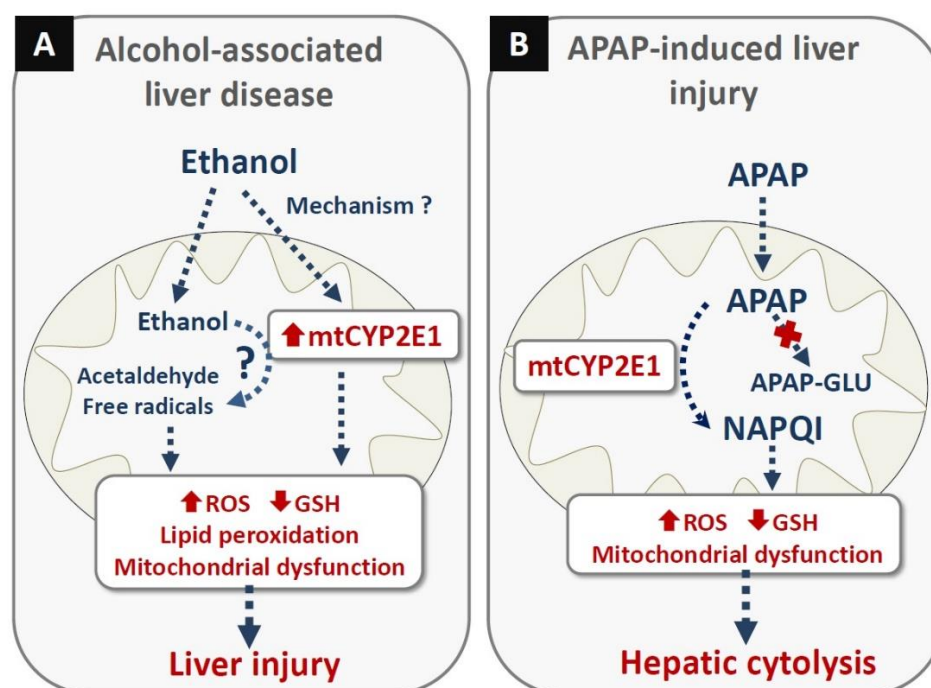 A
Alcohol-associated
liver disease
Ethanol
Mechanism ?
Ethanol
mtCYP2E1
?
Acetaldehyde
Free radicals
ROS GSH
Lipid peroxidation
Mitochondrial dysfunction
Liver injury
B
APAP-induced liver
injury
APAP
APAP
mtCYP2E1
APAP-GLU
NAPQI
ROS GSH
Mitochondrial dysfunction
Hepatic cytolysis